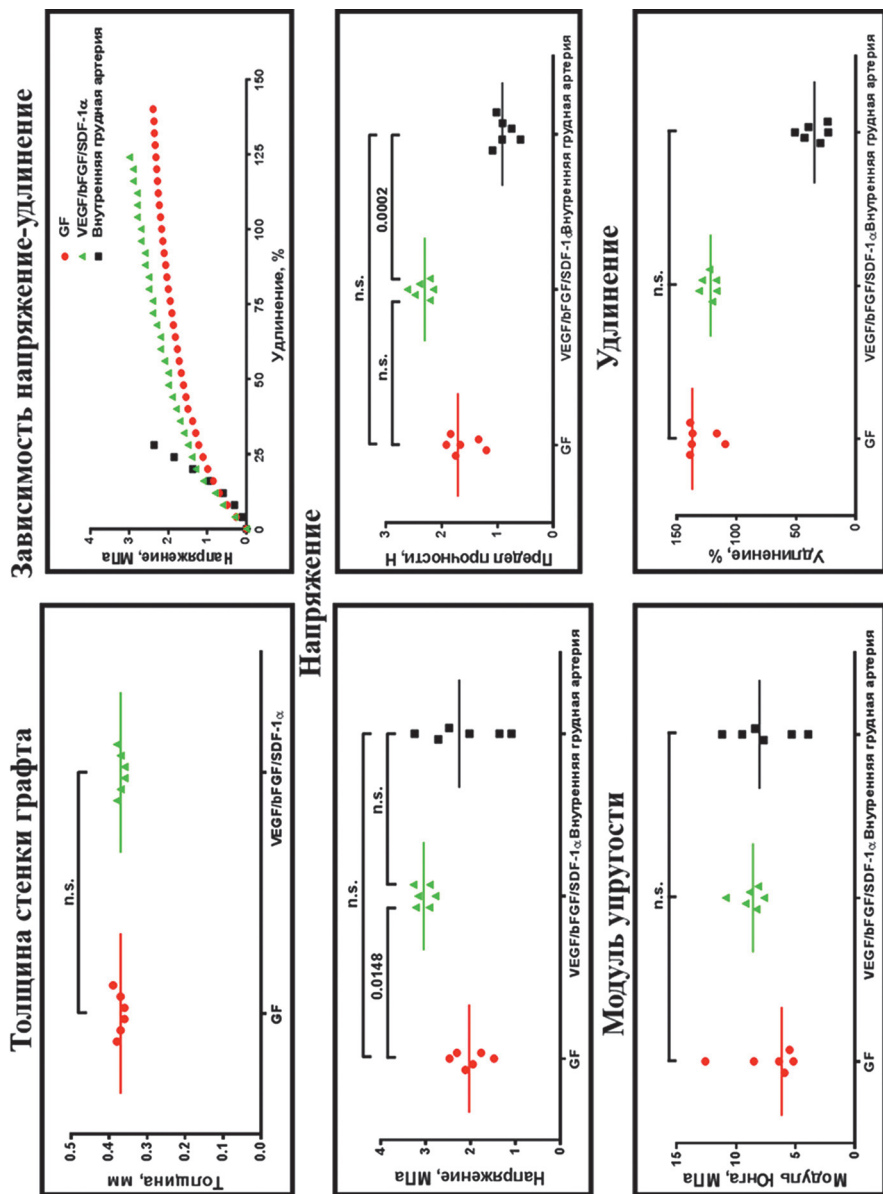 Толщина стенки графта
Толщина, мм
0.5
0.4
0.3
0.2
0.1
0.0
n.s.
GF
VEGF/bFGF/SDF-1α
Зависимость напряжение-удлинение
Напряжение, МПа
4
3
2
1
0
GF
VEGF/bFGF/SDF-1α
Внутренняя грудная артерия
0
25
50
75
100
125
150
Удлинение, %
Напряжение
Напряжение, МПа
4
3
2
1
0
n.s.
0.0148
n.s.
GF
VEGF/bFGF/SDF-1α
Внутренняя грудная артерия
Предел прочности, Н
3
2
1
0
n.s.
n.s.
0.0002
GF
VEGF/bFGF/SDF-1α
Внутренняя грудная артерия
Модуль упругости
Модуль Юнга, МПа
15
10
5
0
n.s.
GF
VEGF/bFGF/SDF-1α
Внутренняя грудная артерия
Удлинение
Удлинение, %
150
100
50
0
n.s.
GF
VEGF/bFGF/SDF-1α
Внутренняя грудная артерия